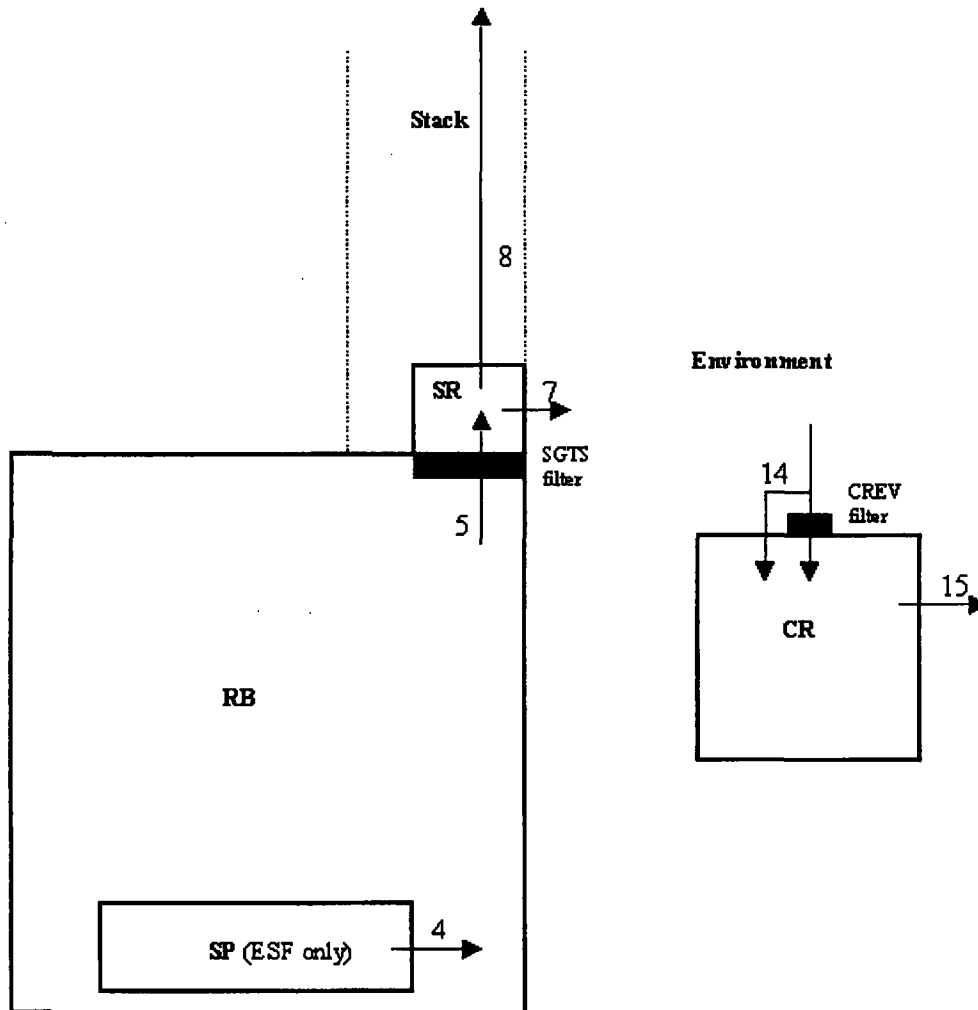 Stack
8
Environment
SR
7
SGTS
filter
14
CREV
filter
5
15
CR
RB
4
SP (ESF only)